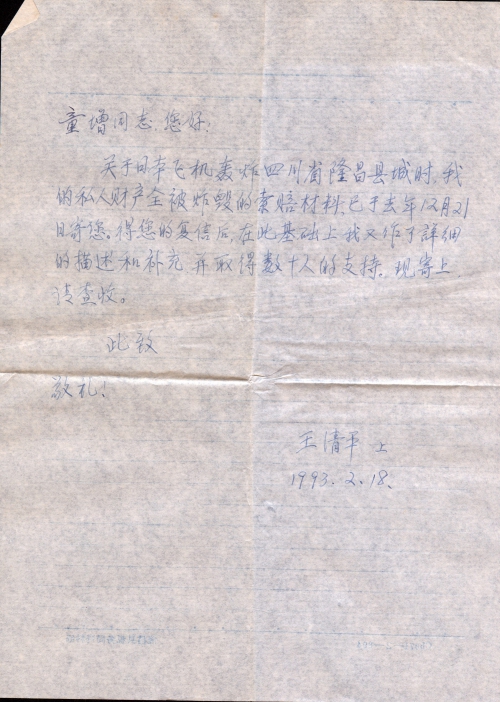 童增同志：您好！
关于日本飞机轰炸四川省隆昌县城时，我
的私人财产全被炸毁的索赔材料，已于去年12月21
日寄您。得您的复信后，在此基础上我又作了详细
的描述和补充，并取得数十人的支持。现寄上
请查收。
此致
敬礼！
王清平 上
1993.2.18.